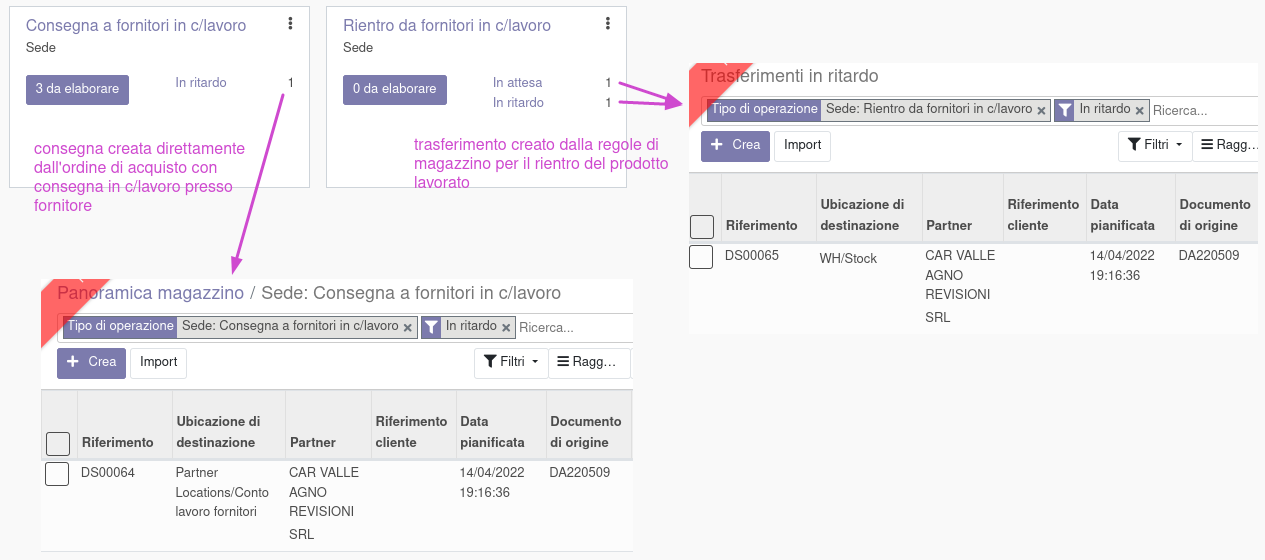 Consegna a fornitori in c/lavoro
Sede
3 da elaborare
In ritardo 1
consegna creata direttamente
dall'ordine di acquisto con
consegna in c/lavoro presso
fornitore
Rientro da fornitori in c/lavoro
Sede
0 da elaborare
In attesa 1
In ritardo 1
trasferimento creato dalla regole di
magazzino per il rientro del prodotto
lavorato
Trasferimenti in ritardo
Tipo di operazione Sede: Rientro da fornitori in c/lavoro × In ritardo × Ricerca...
+ Crea Import Filtri Ragg…
Riferimento Ubicazione di destinazione Partner Riferimento cliente Data pianificata Documento di origine
DS00065 WH/Stock CAR VALLE 14/04/2022 DA220509
AGNO 19:16:36
REVISIONI
SRL
Panoramica magazzino / Sede: Consegna a fornitori in c/lavoro
Tipo di operazione Sede: Consegna a fornitori in c/lavoro × In ritardo × Ricerca...
+ Crea Import Filtri Ragg…
Riferimento Ubicazione di destinazione Partner Riferimento cliente Data pianificata Documento di origine
DS00064 Partner CAR VALLE 14/04/2022 DA220509
Locations/Conto AGNO 19:16:36
lavoro fornitori REVISIONI
SRL